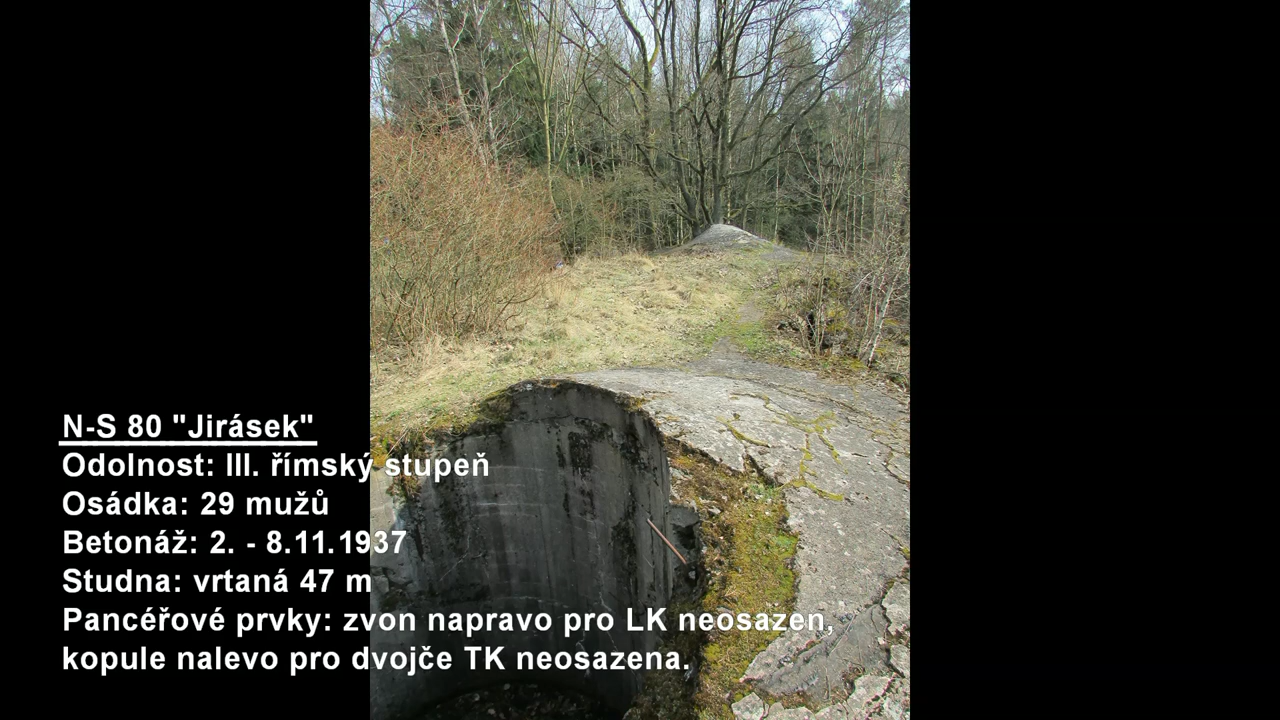 N-S 80 "Jirásek"
Odolnost: III. římský stupeň
Osádka: 29 mužů
Betonáž: 2. - 8.11.1937
Studna: vrtaná 47 m
Pancéřové prvky: zvon napravo pro LK neosazen,
kopule nalevo pro dvojče TK neosazena.